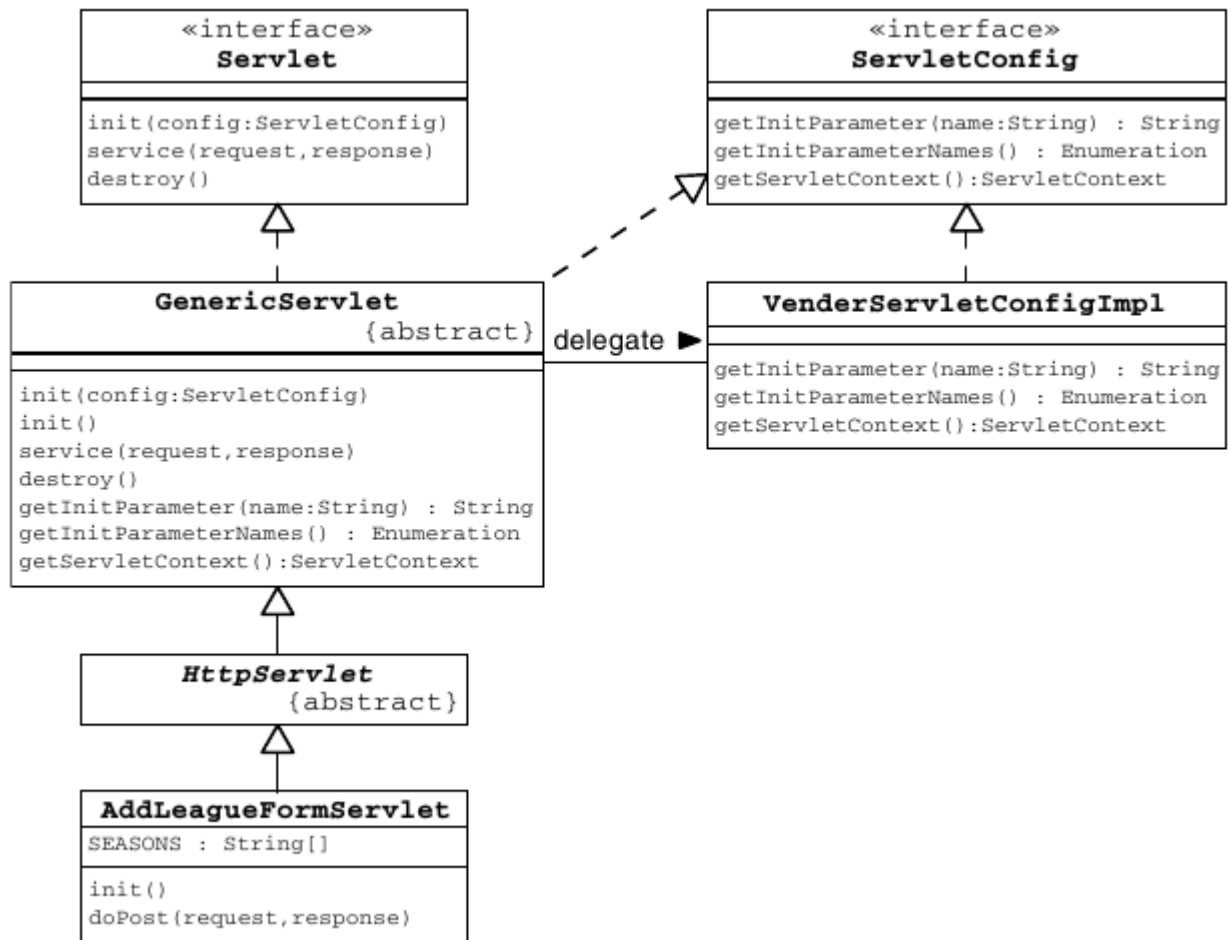 «interface»
Servlet
init(config:ServletConfig)
service(request,response)
destroy()
«interface»
ServletConfig
getInitParameter(name:String) : String
getInitParameterNames() : Enumeration
getServletContext():ServletContext
GenericServlet
{abstract}
init(config:ServletConfig)
init()
service(request,response)
destroy()
getInitParameter(name:String) : String
getInitParameterNames() : Enumeration
getServletContext():ServletContext
delegate
VenderServletConfigImpl
getInitParameter(name:String) : String
getInitParameterNames() : Enumeration
getServletContext():ServletContext
HttpServlet
{abstract}
AddLeagueFormServlet
SEASONS : String[]
init()
doPost(request,response)